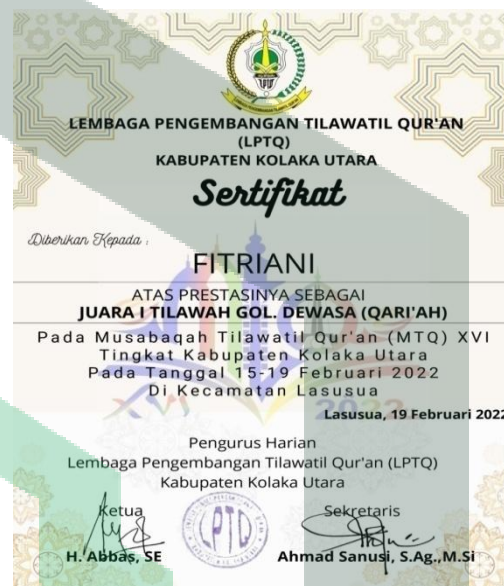 LEMBAGA PENGEMBANGAN TILAWATIL QUR'AN
(LPTQ)
KABUPATEN KOLAKA UTARA
Sertifikat
Diberikan Kepada :
FITRIANI
ATAS PRESTASINYA SEBAGAI
JUARA I TILAWAH GOL. DEWASA (QARI'AH)
Pada Musabaqah Tilawatil Qur'an (MTQ) XVI
Tingkat Kabupaten Kolaka Utara
Pada Tanggal 15-19 Februari 2022
Di Kecamatan Lasusua
2022
Lasusua, 19 Februari 2022
Pengurus Harian
Lembaga Pengembangan Tilawatil Qur'an (LPTQ)
Kabupaten Kolaka Utara
Ketua
Sekretaris
LPTQ
H. Abbas, SE
Ahmad Sanusi, S.Ag.,M.Si